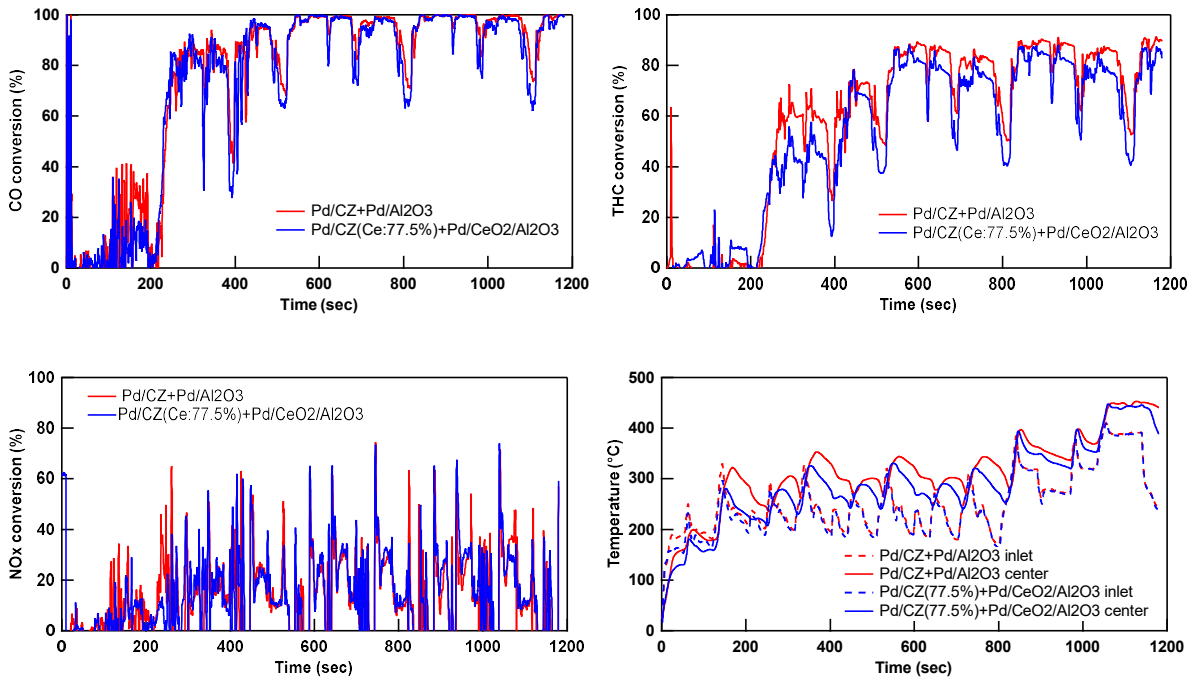 CO conversion (%)
100
80
60
40
20
0
0 200 400 600 800 1000 1200
Time (sec)
Pd/CZ+Pd/Al2O3
Pd/CZ(Ce:77.5%)+Pd/CeO2/Al2O3
THC conversion (%)
100
80
60
40
20
0
0 200 400 600 800 1000 1200
Time (sec)
Pd/CZ+Pd/Al2O3
Pd/CZ(Ce:77.5%)+Pd/CeO2/Al2O3
NOx conversion (%)
100
80
60
40
20
0
0 200 400 600 800 1000 1200
Time (sec)
Pd/CZ+Pd/Al2O3
Pd/CZ(Ce:77.5%)+Pd/CeO2/Al2O3
Temperature (°C)
500
400
300
200
100
0
0 200 400 600 800 1000 1200
Time (sec)
Pd/CZ+Pd/Al2O3 inlet
Pd/CZ+Pd/Al2O3 center
Pd/CZ(77.5%)+Pd/CeO2/Al2O3 inlet
Pd/CZ(77.5%)+Pd/CeO2/Al2O3 center